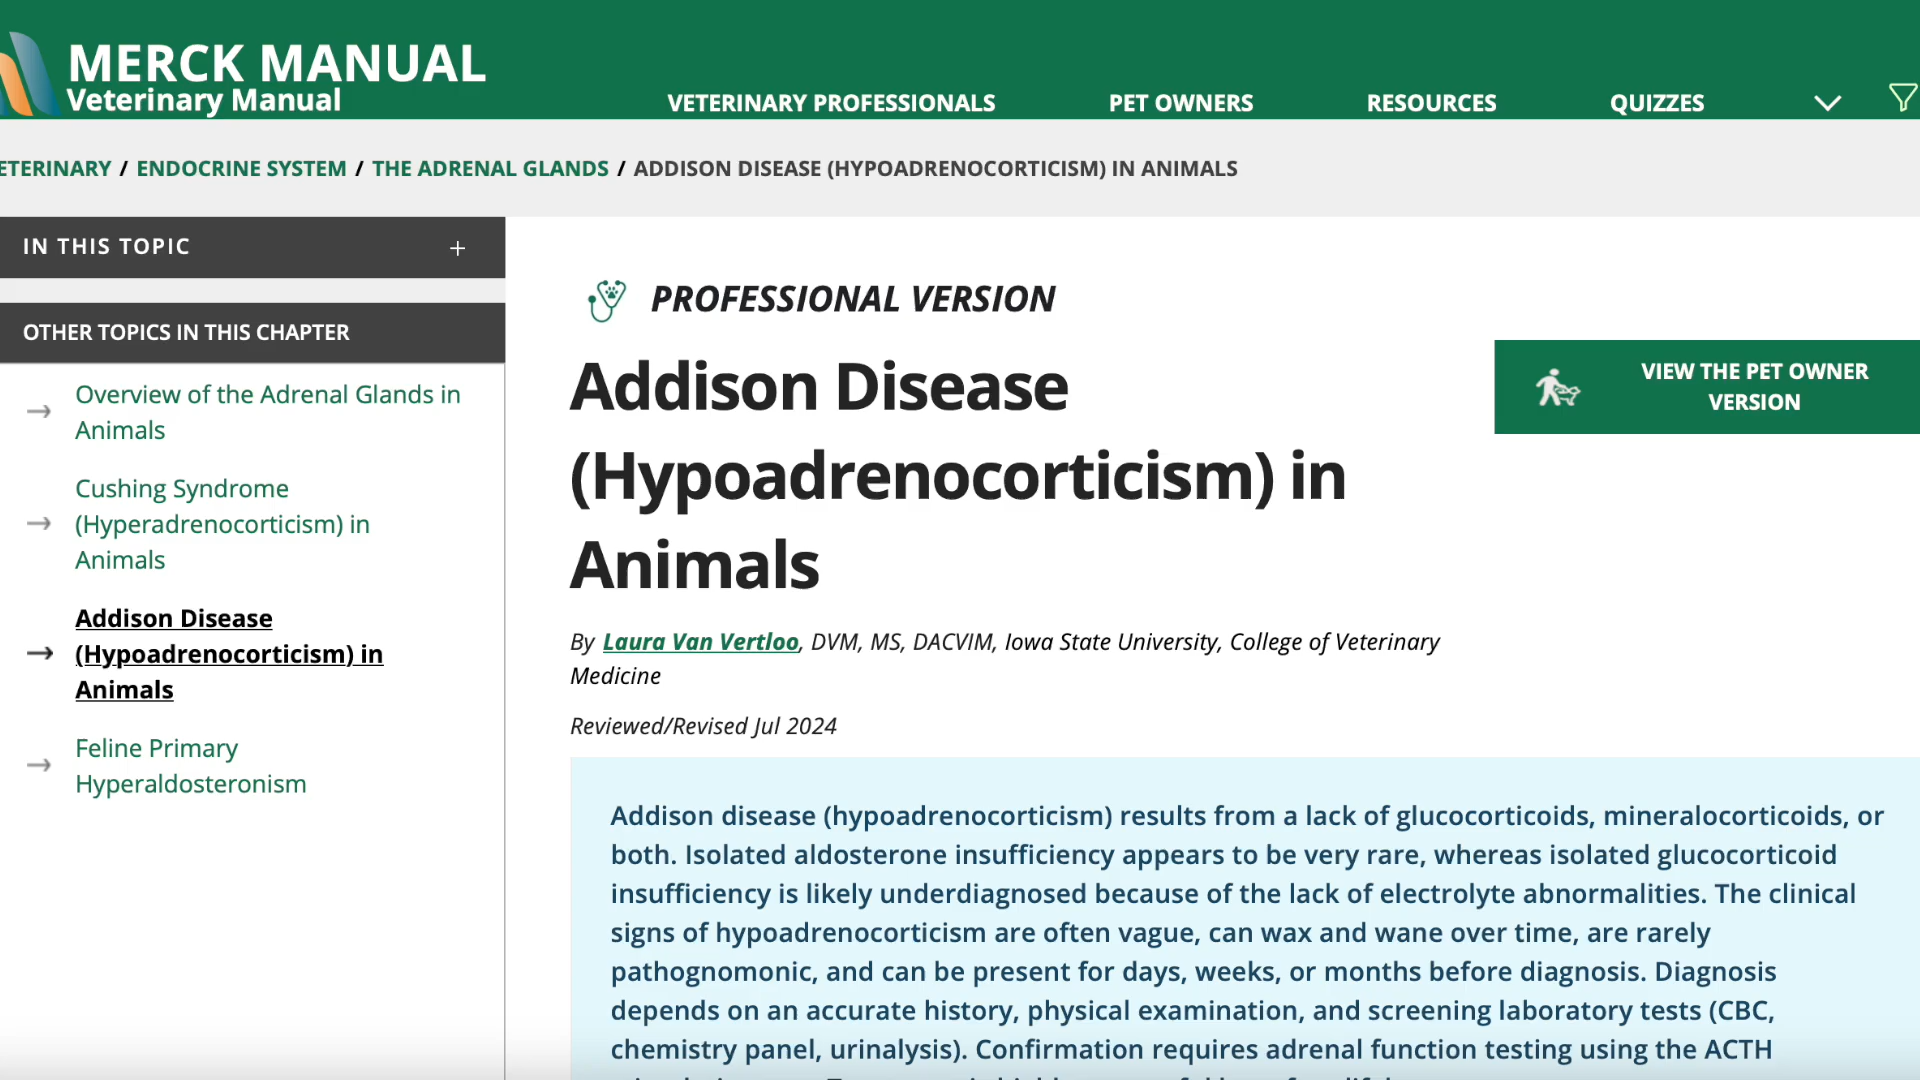 MERCK MANUAL
Veterinary Manual
VETERINARY PROFESSIONALS
PET OWNERS
RESOURCES
QUIZZES
ETERINARY / ENDOCRINE SYSTEM / THE ADRENAL GLANDS / ADDISON DISEASE (HYPOADRENOCORTICISM) IN ANIMALS
IN THIS TOPIC +
OTHER TOPICS IN THIS CHAPTER
Overview of the Adrenal Glands in
Animals
Cushing Syndrome
(Hyperadrenocorticism) in
Animals
Addison Disease
(Hypoadrenocorticism) in
Animals
Feline Primary
Hyperaldosteronism
PROFESSIONAL VERSION
Addison Disease
(Hypoadrenocorticism) in
Animals
VIEW THE PET OWNER
VERSION
By Laura Van Vertloo, DVM, MS, DACVIM, Iowa State University, College of Veterinary
Medicine
Reviewed/Revised Jul 2024
Addison disease (hypoadrenocorticism) results from a lack of glucocorticoids, mineralocorticoids, or
both. Isolated aldosterone insufficiency appears to be very rare, whereas isolated glucocorticoid
insufficiency is likely underdiagnosed because of the lack of electrolyte abnormalities. The clinical
signs of hypoadrenocorticism are often vague, can wax and wane over time, are rarely
pathognomonic, and can be present for days, weeks, or months before diagnosis. Diagnosis
depends on an accurate history, physical examination, and screening laboratory tests (CBC,
chemistry panel, urinalysis). Confirmation requires adrenal function testing using the ACTH